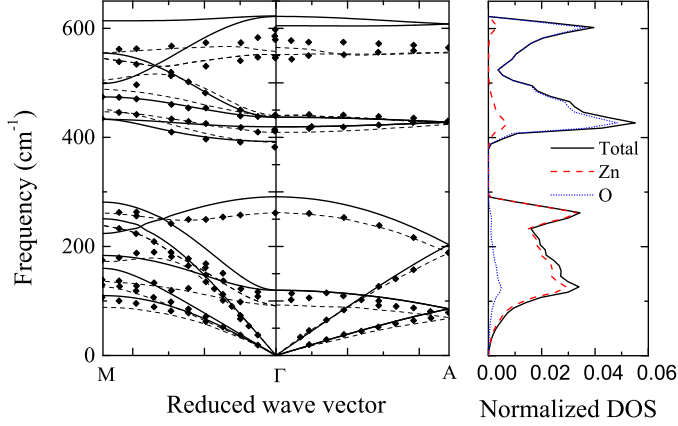 600
400
200
0
Frequency (cm⁻¹)
M
Γ
A
Reduced wave vector
Total
Zn
O
0.00
0.02
0.04
0.06
Normalized DOS